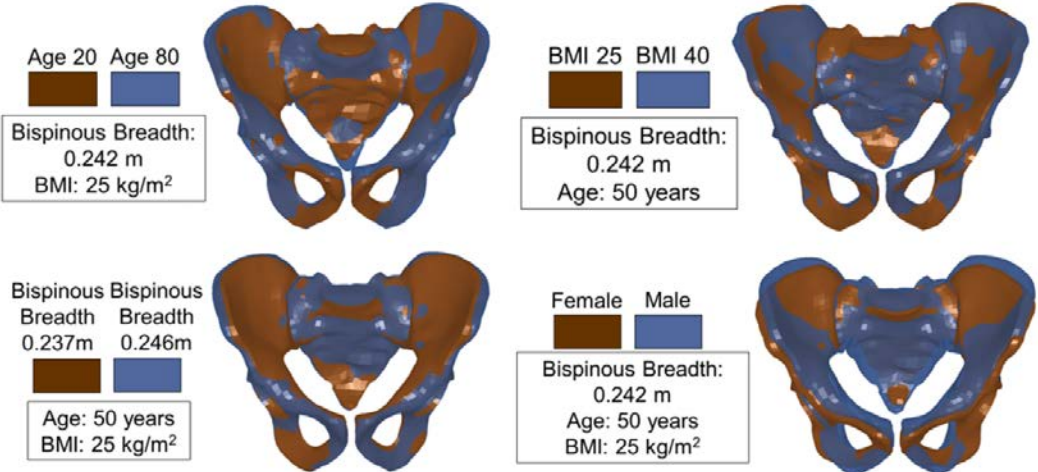 Age 20 Age 80
Bispinous Breadth:
0.242 m
BMI: 25 kg/m²
BMI 25 BMI 40
Bispinous Breadth:
0.242 m
Age: 50 years
Bispinous Bispinous
Breadth Breadth
0.237m 0.246m
Age: 50 years
BMI: 25 kg/m²
Female Male
Bispinous Breadth:
0.242 m
Age: 50 years
BMI: 25 kg/m²